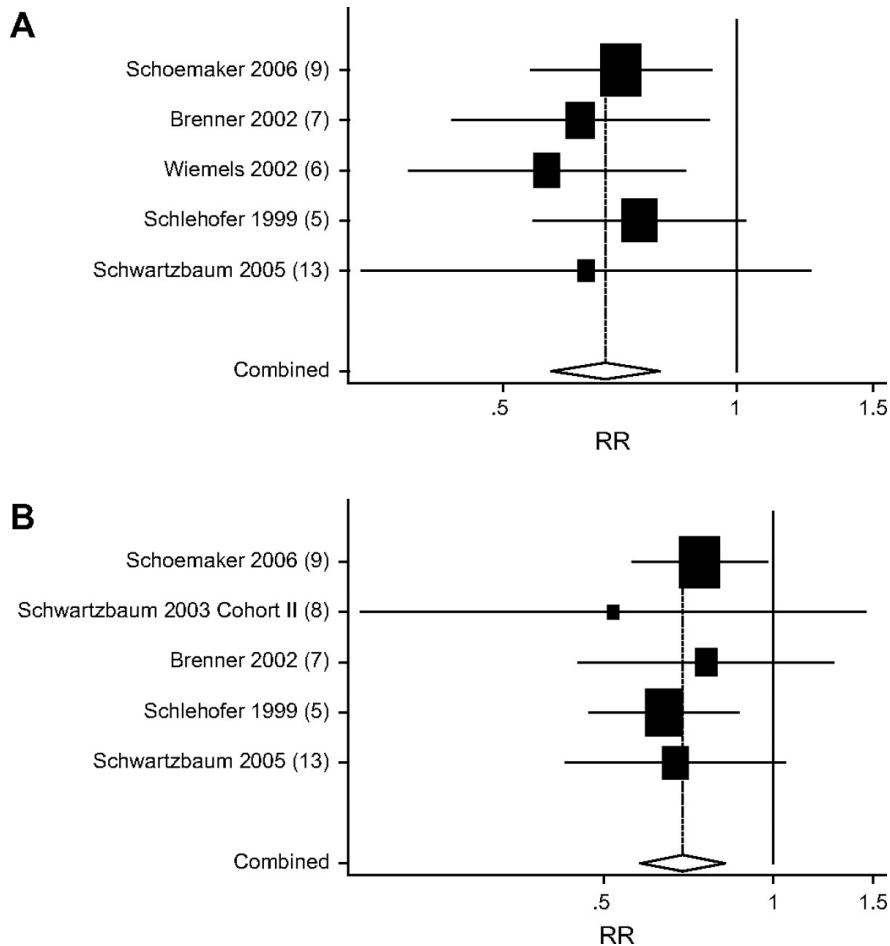 A
Schoemaker 2006 (9)
Brenner 2002 (7)
Wiemels 2002 (6)
Schlehofer 1999 (5)
Schwartzbaum 2005 (13)
Combined
.5 1 1.5
RR
B
Schoemaker 2006 (9)
Schwartzbaum 2003 Cohort II (8)
Brenner 2002 (7)
Schlehofer 1999 (5)
Schwartzbaum 2005 (13)
Combined
.5 1 1.5
RR